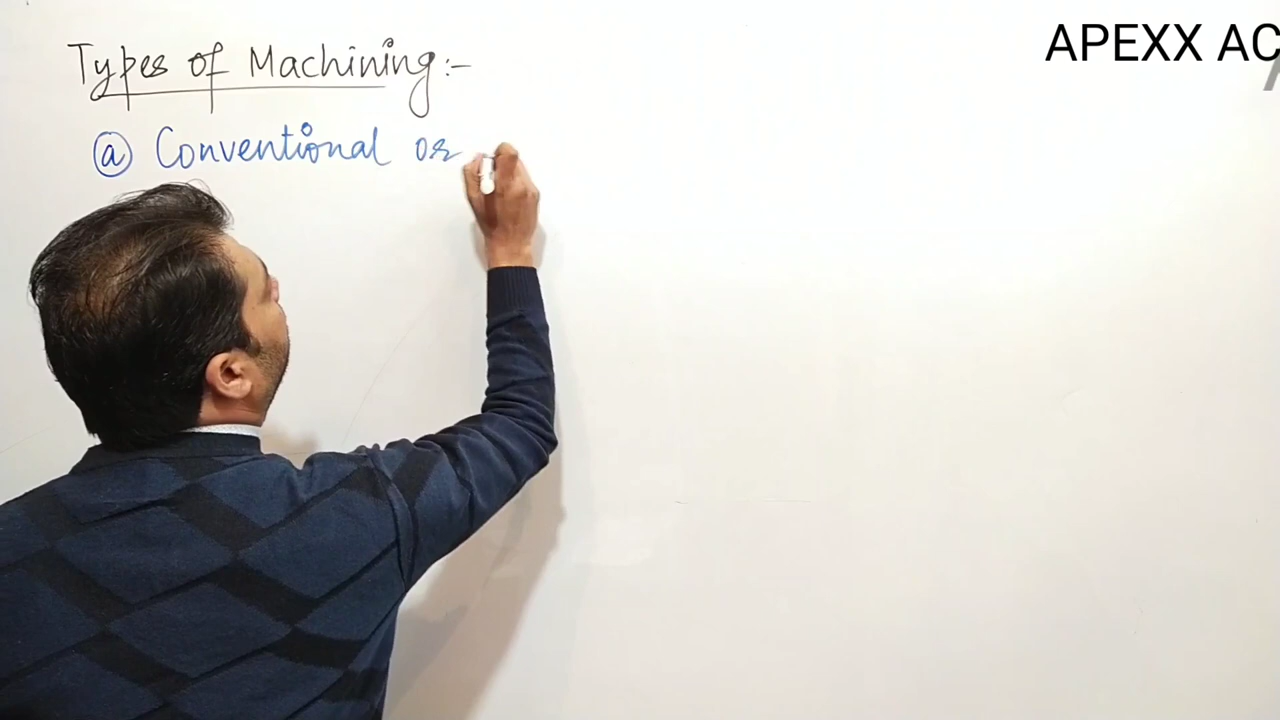 Types of Machining:-
ⓐ Conventional or
APEXX AC